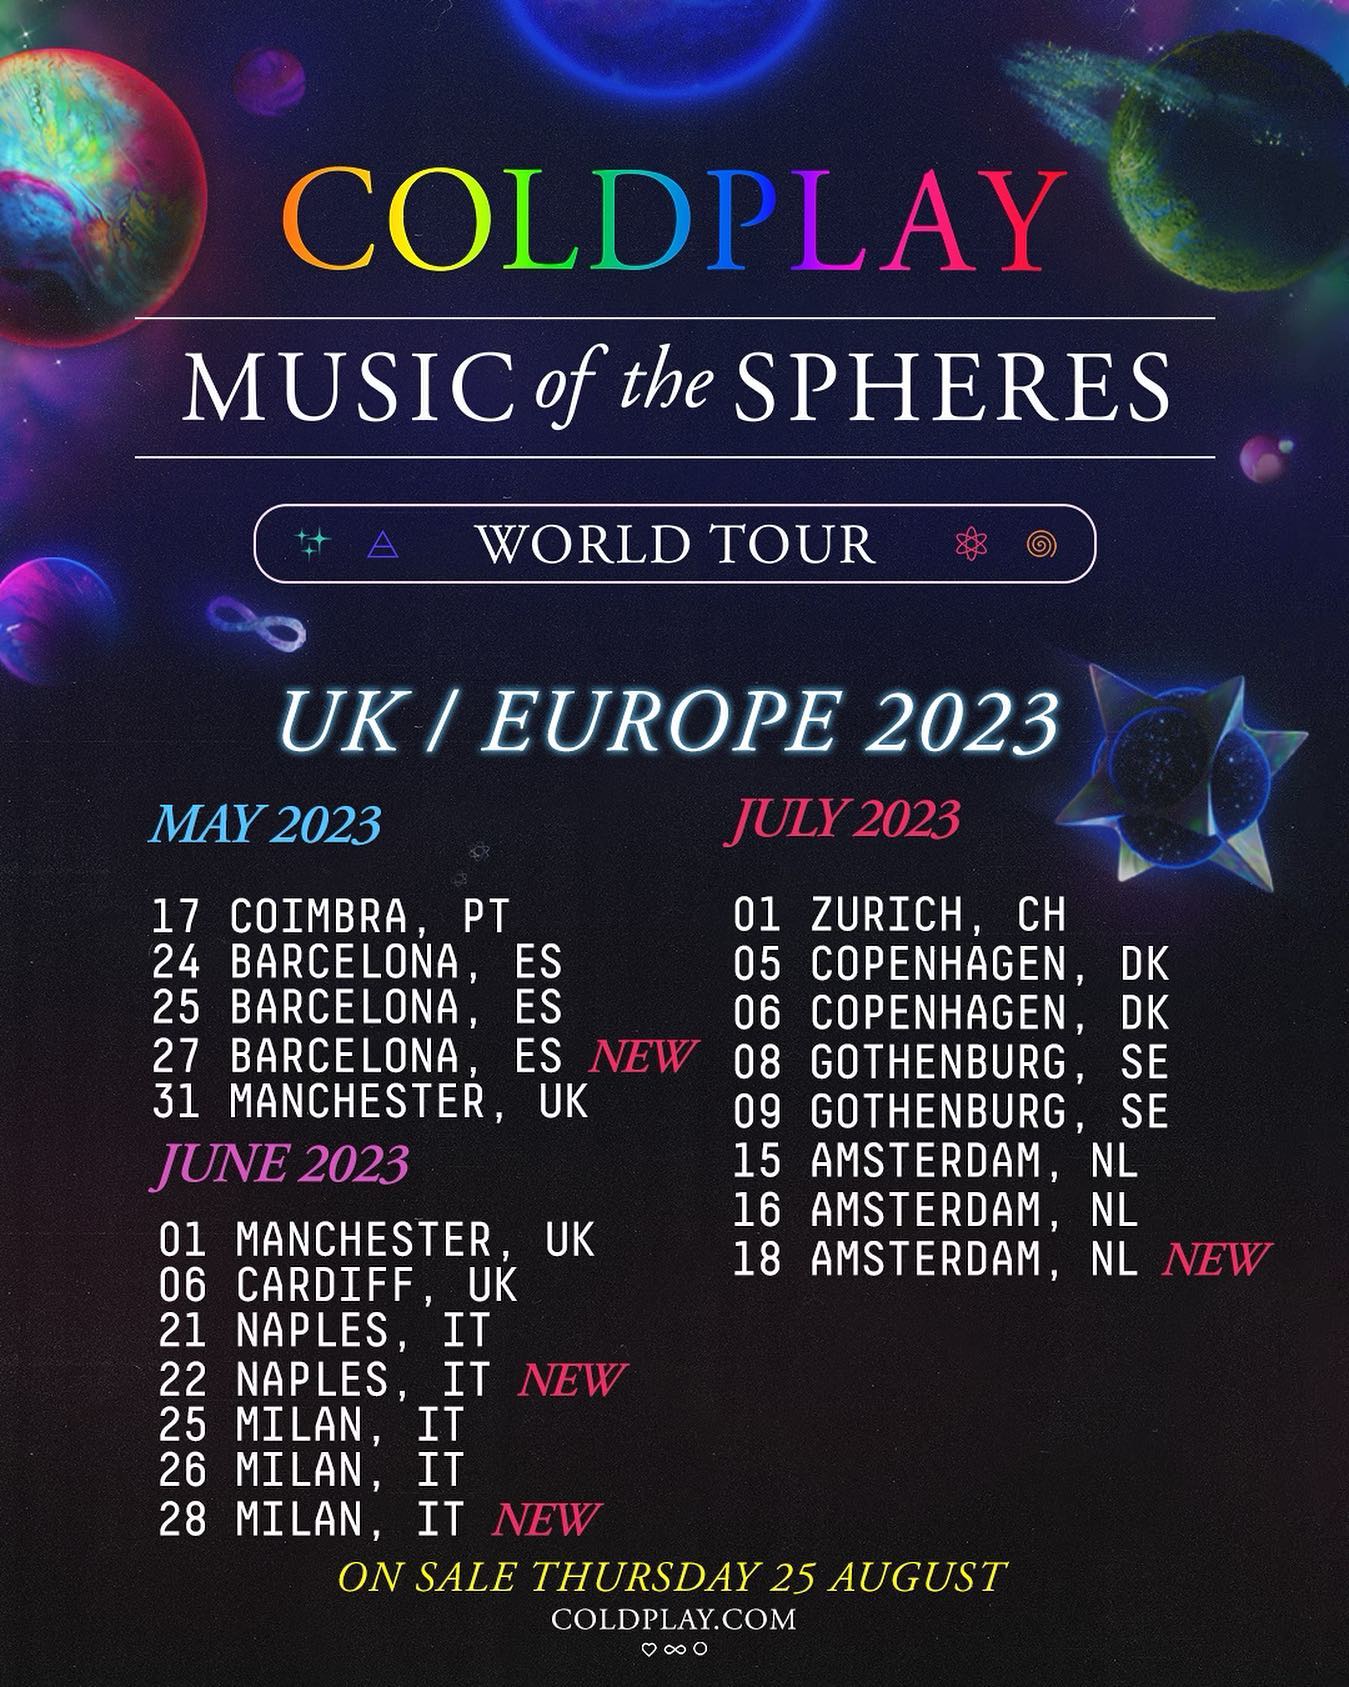 COLDPLAY
MUSIC of the SPHERES
WORLD TOUR
UK / EUROPE 2023
MAY 2023
17 COIMBRA, PT
24 BARCELONA, ES
25 BARCELONA, ES
27 BARCELONA, ES NEW
31 MANCHESTER, UK
JUNE 2023
01 MANCHESTER, UK
06 CARDIFF, UK
21 NAPLES, IT
22 NAPLES, IT NEW
25 MILAN, IT
26 MILAN, IT
28 MILAN, IT NEW
JULY 2023
01 ZURICH, CH
05 COPENHAGEN, DK
06 COPENHAGEN, DK
08 GOTHENBURG, SE
09 GOTHENBURG, SE
15 AMSTERDAM, NL
16 AMSTERDAM, NL
18 AMSTERDAM, NL NEW
ON SALE THURSDAY 25 AUGUST
COLDPLAY.COM